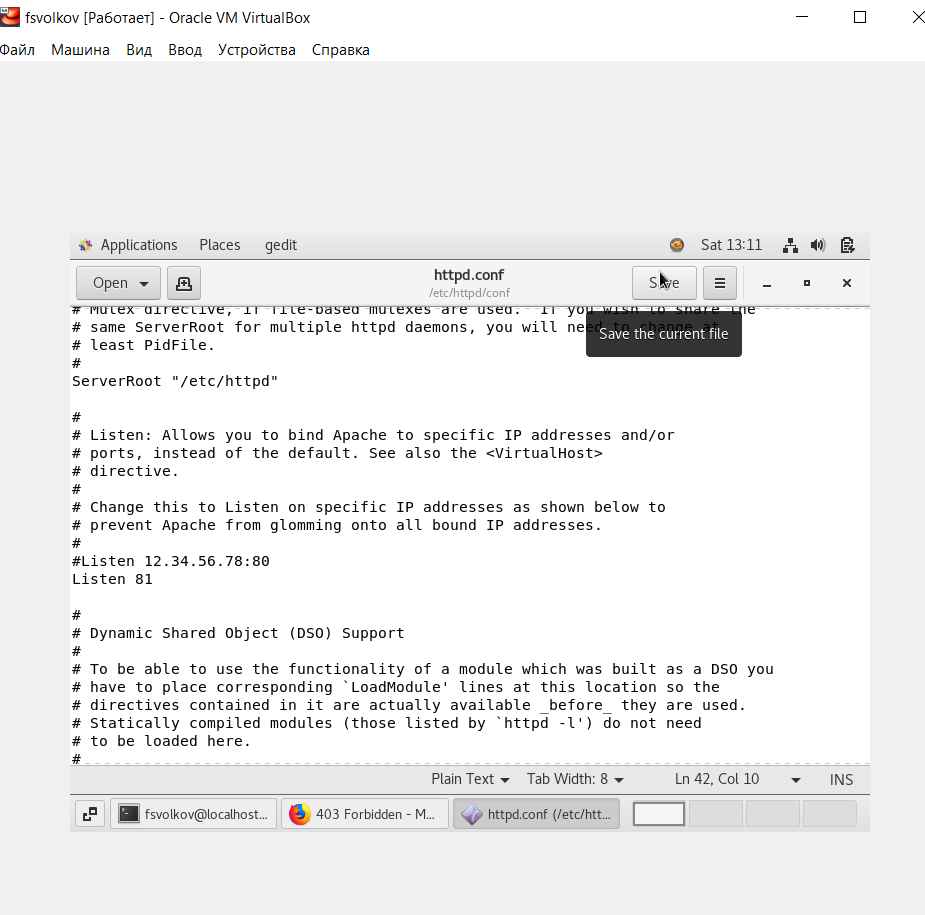 fsvolkov [Работает] - Oracle VM VirtualBox
Файл Машина Вид Ввод Устройства Справка
Applications Places gedit Sat 13:11
Open httpd.conf
/etc/httpd/conf
# Mutex directive, if file-based mutexes are used. If you wish to share the
# same ServerRoot for multiple httpd daemons, you will need to change at
Save the current file
# least PidFile.
#
ServerRoot "/etc/httpd"
#
# Listen: Allows you to bind Apache to specific IP addresses and/or
# ports, instead of the default. See also the <VirtualHost>
# directive.
#
# Change this to Listen on specific IP addresses as shown below to
# prevent Apache from glomming onto all bound IP addresses.
#
#Listen 12.34.56.78:80
Listen 81
#
# Dynamic Shared Object (DSO) Support
#
# To be able to use the functionality of a module which was built as a DSO you
# have to place corresponding `LoadModule' lines at this location so the
# directives contained in it are actually available _before_ they are used.
# Statically compiled modules (those listed by `httpd -l') do not need
# to be loaded here.
#
Plain Text Tab Width: 8 Ln 42, Col 10 INS
fsvolkov@localhost... 403 Forbidden - M... httpd.conf (/etc/htt...